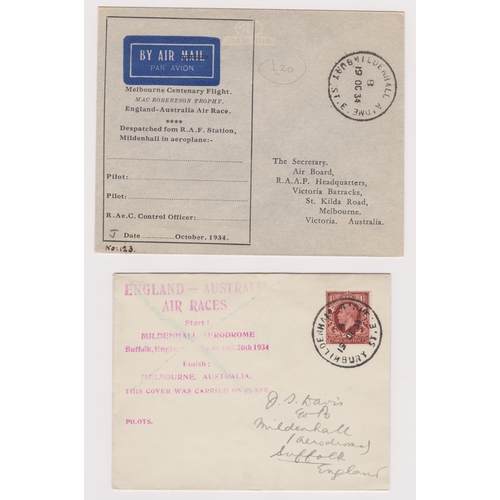 BY AIR MAIL
PAR AVION
Melbourne Centenary Flight.
MAC ROBERTSON TROPHY.
England-Australia Air Race.
****
Despatched fom R.A.F. Station,
Mildenhall in aeroplane:-
Pilot:
Pilot:
R.Ae.C. Control Officer:
J Date October, 1934.
No: 123.
£20
MILDENHALL A'DME
B
19 OC 34
The Secretary.
Air Board,
R.A.A.F. Headquarters,
Victoria Barracks,
St. Kilda Road,
Melbourne.
Victoria. Australia.
ENGLAND — AUSTRALIA
AIR RACES
Start:
MILDENHALL AERODROME
Suffolk, England 20th 1934
Finish:
MELBOURNE, AUSTRALIA.
THIS COVER WAS CARRIED ON PLANE
PILOTS.
MILDENHALL
J. S. Davis
G.P.O
Mildenhall
(Aerodrome)
Suffolk
England